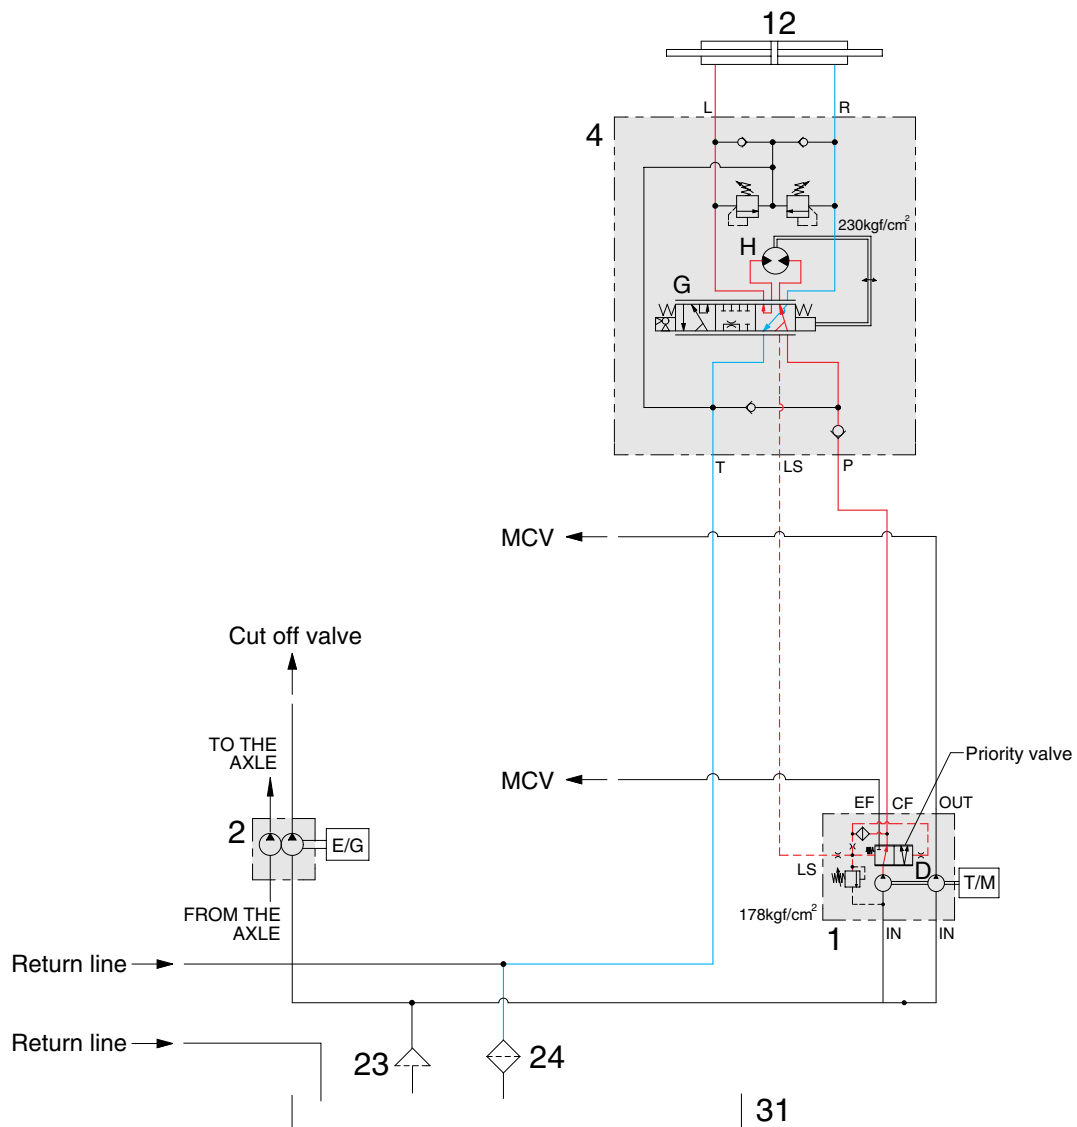 12
L
R
4
230kgf/cm²
H
G
T
LS
P
MCV
Cut off valve
TO THE
AXLE
MCV
Priority valve
EF
CF
OUT
2
E/G
D
LS
T/M
FROM THE
AXLE
178kgf/cm²
1
IN
IN
Return line
Return line
23
24
31